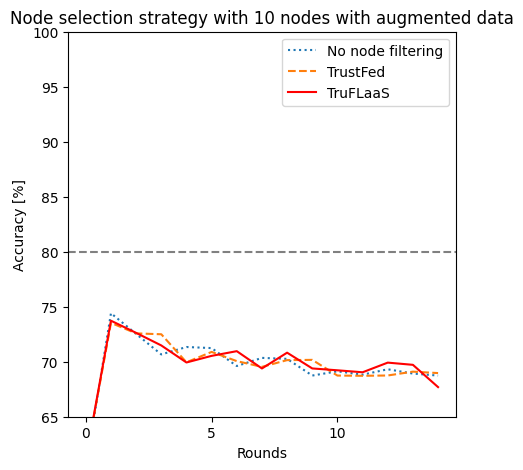 Node selection strategy with 10 nodes with augmented data
100
95
90
85
80
75
70
65
Accuracy [%]
No node filtering
TrustFed
TruFLaaS
0
5
10
Rounds